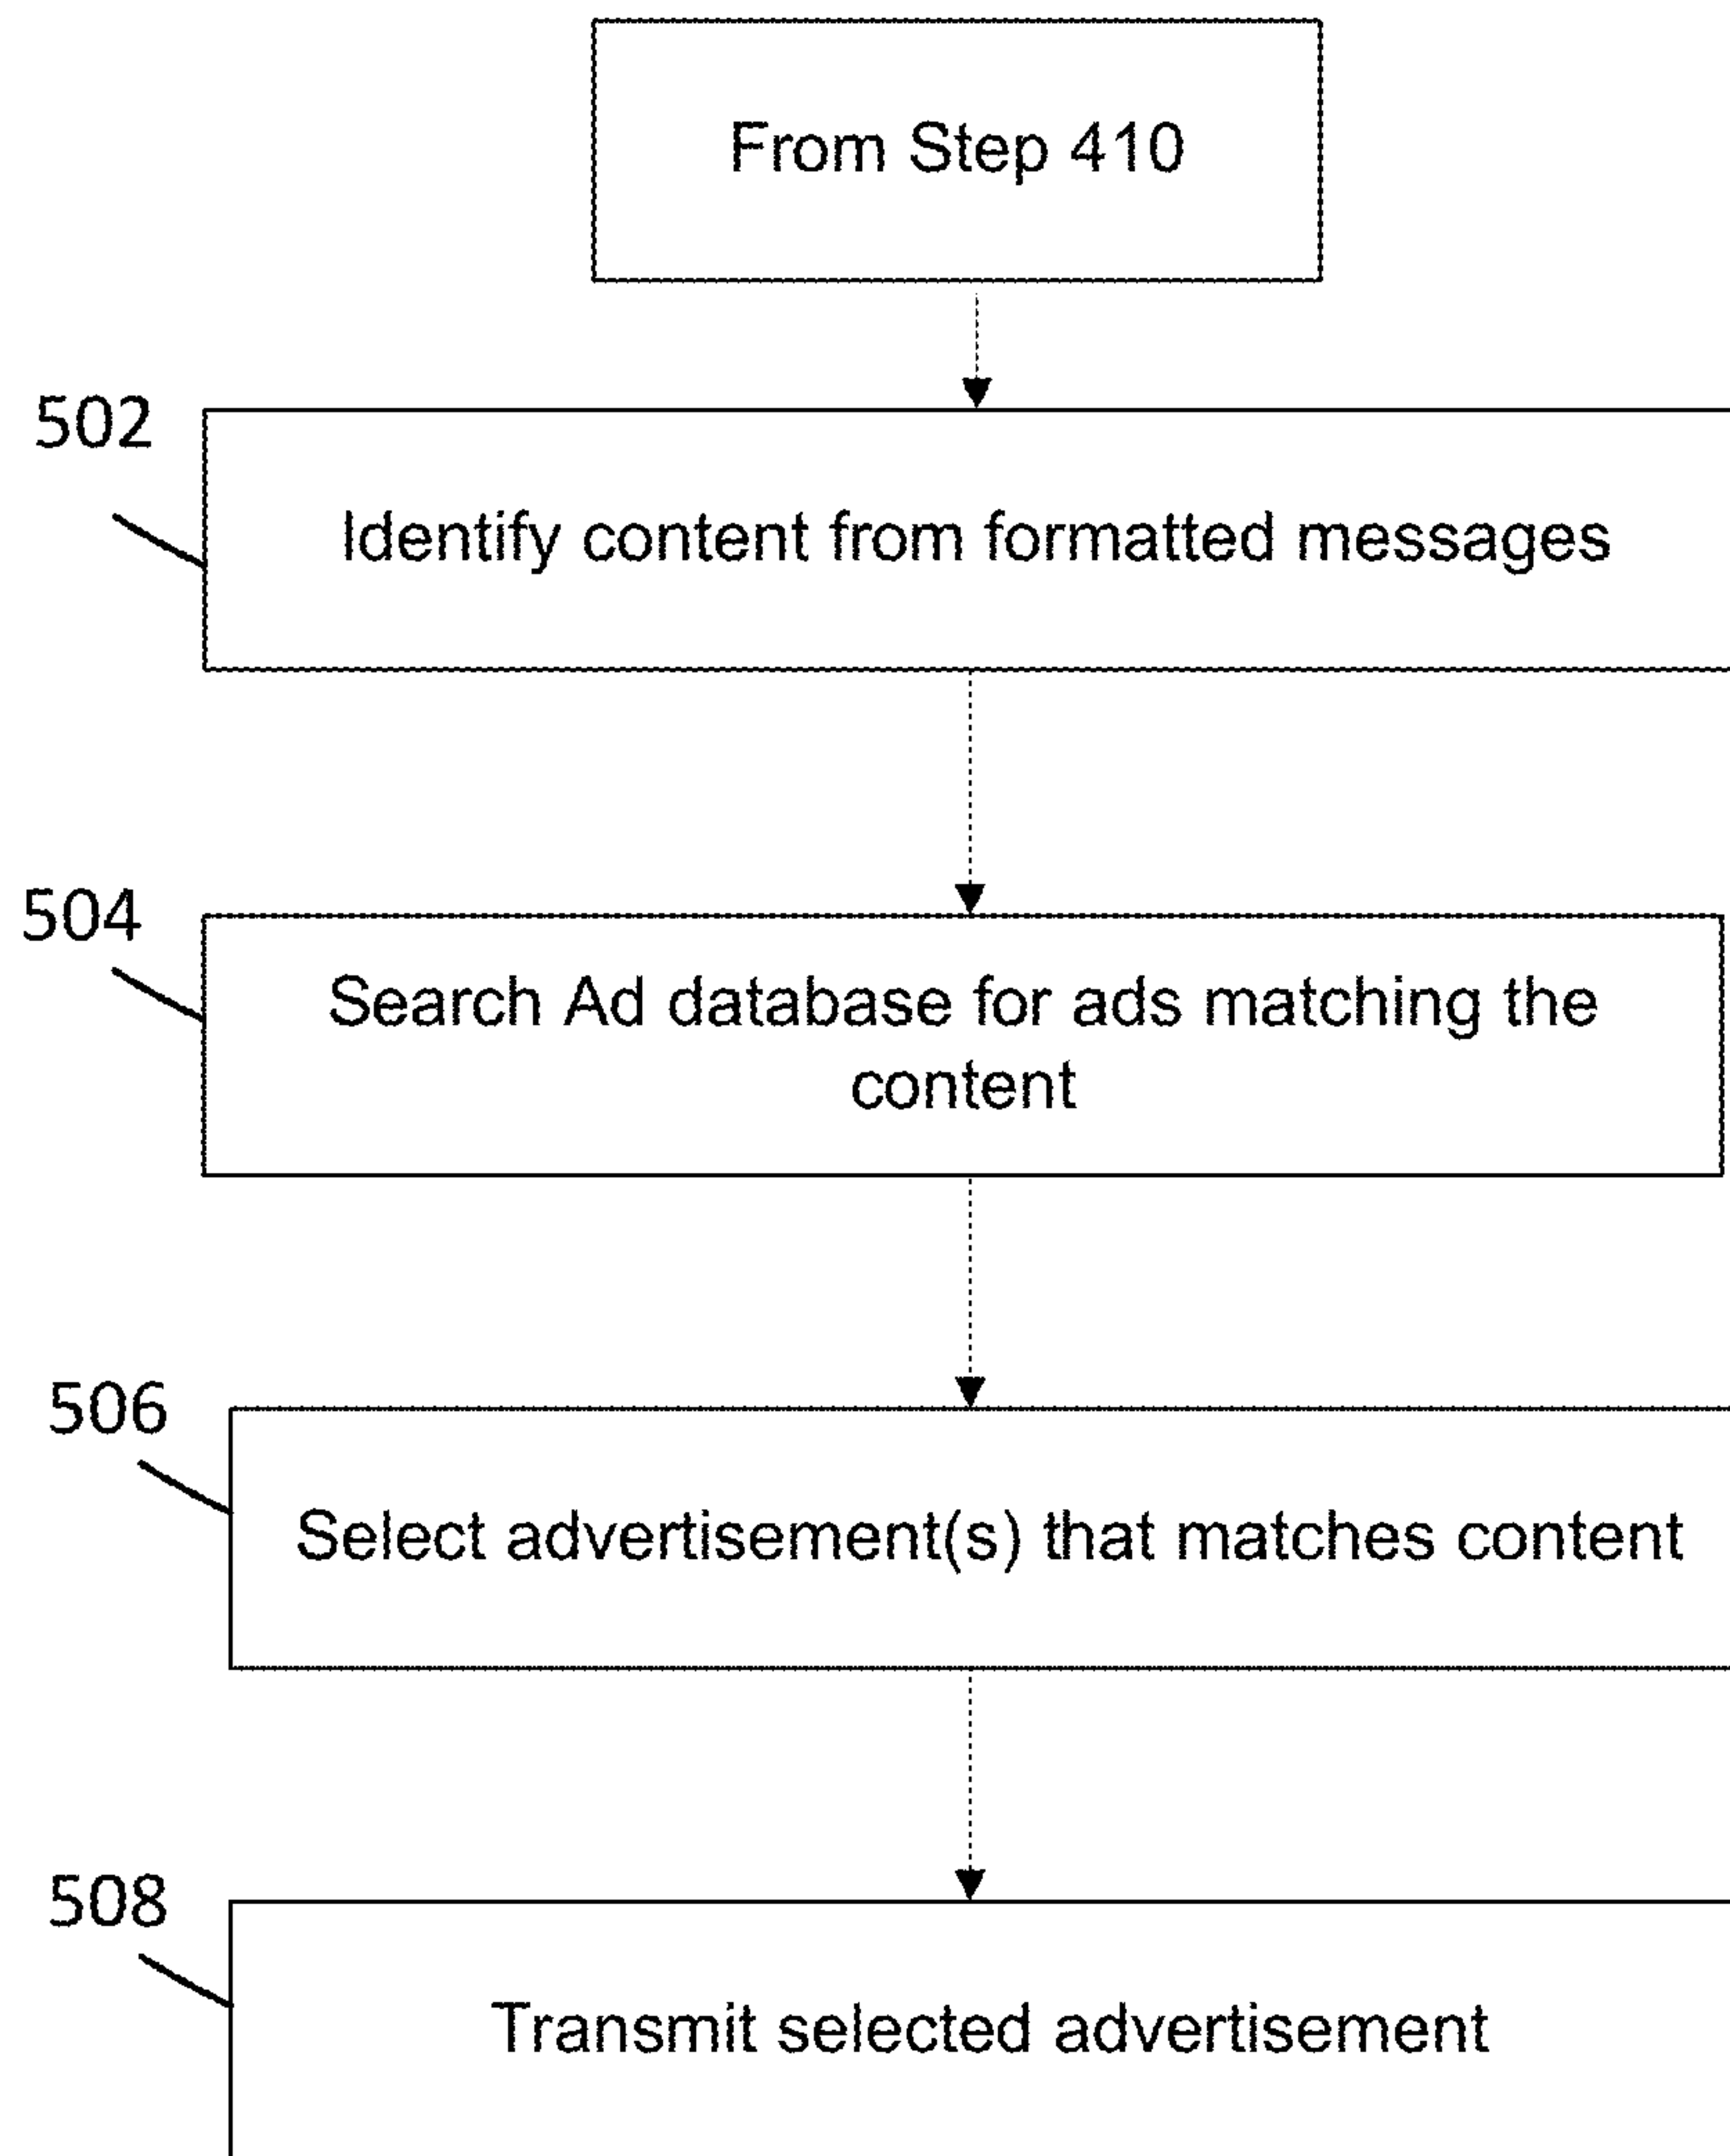 From Step 410
502
Identify content from formatted messages
504
Search Ad database for ads matching the
content
506
Select advertisement(s) that matches content
508
Transmit selected advertisement